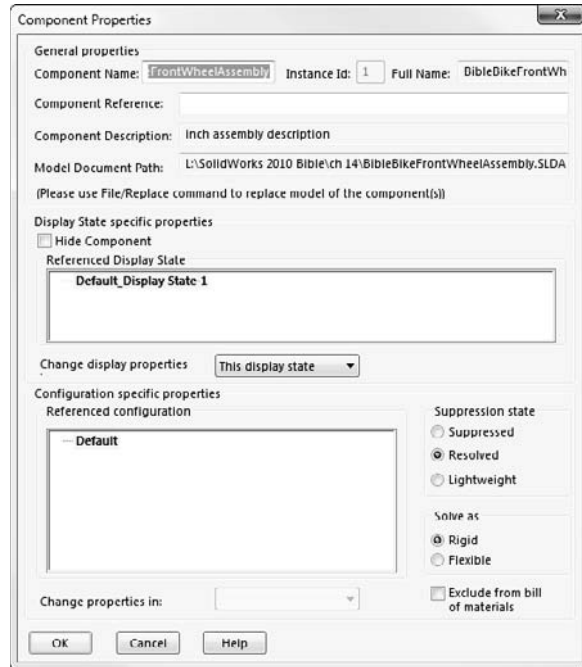 Component Properties
General properties
Component Name: FrontWheelAssembly Instance Id: 1 Full Name: BibleBikeFrontWh
Component Reference:
Component Description: inch assembly description
Model Document Path: L:\SolidWorks 2010 Bible\ch 14\BibleBikeFrontWheelAssembly.SLDA
(Please use File/Replace command to replace model of the component(s))
Display State specific properties
Hide Component
Referenced Display State
Default_Display State-1
Change display properties This display state
Configuration specific properties
Referenced configuration
Default
Suppression state
Suppressed
Resolved
Lightweight
Solve as
Rigid
Flexible
Change properties in:
Exclude from bill
of materials
OK Cancel Help